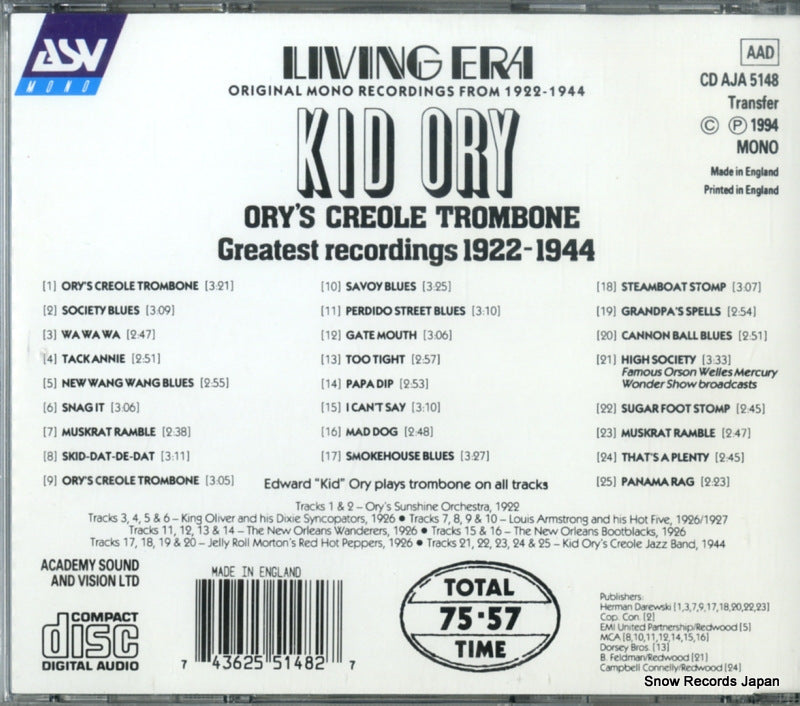 ASV
MONO
LIVING ERA
ORIGINAL MONO RECORDINGS FROM 1922-1944
KID ORY
ORY'S CREOLE TROMBONE
Greatest recordings 1922-1944
AAD
CD AJA 5148
Transfer
© ℗ 1994
MONO
Made in England
Printed in England
[1] ORY'S CREOLE TROMBONE [3:21]
[2] SOCIETY BLUES [3:09]
[3] WA WA WA [2:47]
[4] TACK ANNIE [2:51]
[5] NEW WANG WANG BLUES [2:55]
[6] SNAG IT [3:06]
[7] MUSKRAT RAMBLE [2:38]
[8] SKID-DAT-DE-DAT [3:11]
[9] ORY'S CREOLE TROMBONE [3:05]
[10] SAVOY BLUES [3:25]
[11] PERDIDO STREET BLUES [3:10]
[12] GATE MOUTH [3:06]
[13] TOO TIGHT [2:57]
[14] PAPA DIP [2:53]
[15] I CAN'T SAY [3:10]
[16] MAD DOG [2:48]
[17] SMOKEHOUSE BLUES [3:27]
[18] STEAMBOAT STOMP [3:07]
[19] GRANDPA'S SPELLS [2:54]
[20] CANNON BALL BLUES [2:51]
[21] HIGH SOCIETY [3:33]
Famous Orson Welles Mercury
Wonder Show broadcasts
[22] SUGAR FOOT STOMP [2:45]
[23] MUSKRAT RAMBLE [2:47]
[24] THAT'S A PLENTY [2:45]
[25] PANAMA RAG [2:23]
Edward "Kid" Ory plays trombone on all tracks
Tracks 1 & 2 – Ory's Sunshine Orchestra, 1922
Tracks 3, 4, 5 & 6 – King Oliver and his Dixie Syncopators, 1926 ● Tracks 7, 8, 9 & 10 – Louis Armstrong and his Hot Five, 1926/1927
Tracks 11, 12, 13 & 14 – The New Orleans Wanderers, 1926 ● Tracks 15 & 16 – The New Orleans Bootblacks, 1926
Tracks 17, 18, 19 & 20 – Jelly Roll Morton's Red Hot Peppers, 1926 ● Tracks 21, 22, 23, 24 & 25 – Kid Ory's Creole Jazz Band, 1944
ACADEMY SOUND
AND VISION LTD
COMPACT
disc
DIGITAL AUDIO
MADE IN ENGLAND
7 43625 51482 7
TOTAL
75·57
TIME
Publishers:
Herman Darewski [1,3,7,9,17,18,20,22,23]
Cop. Con. [2]
EMI United Partnership/Redwood [5]
MCA [8,10,11,12,14,15,16]
Dorsey Bros. [13]
B. Feldman/Redwood [21]
Campbell Connelly/Redwood [24]
Snow Records Japan